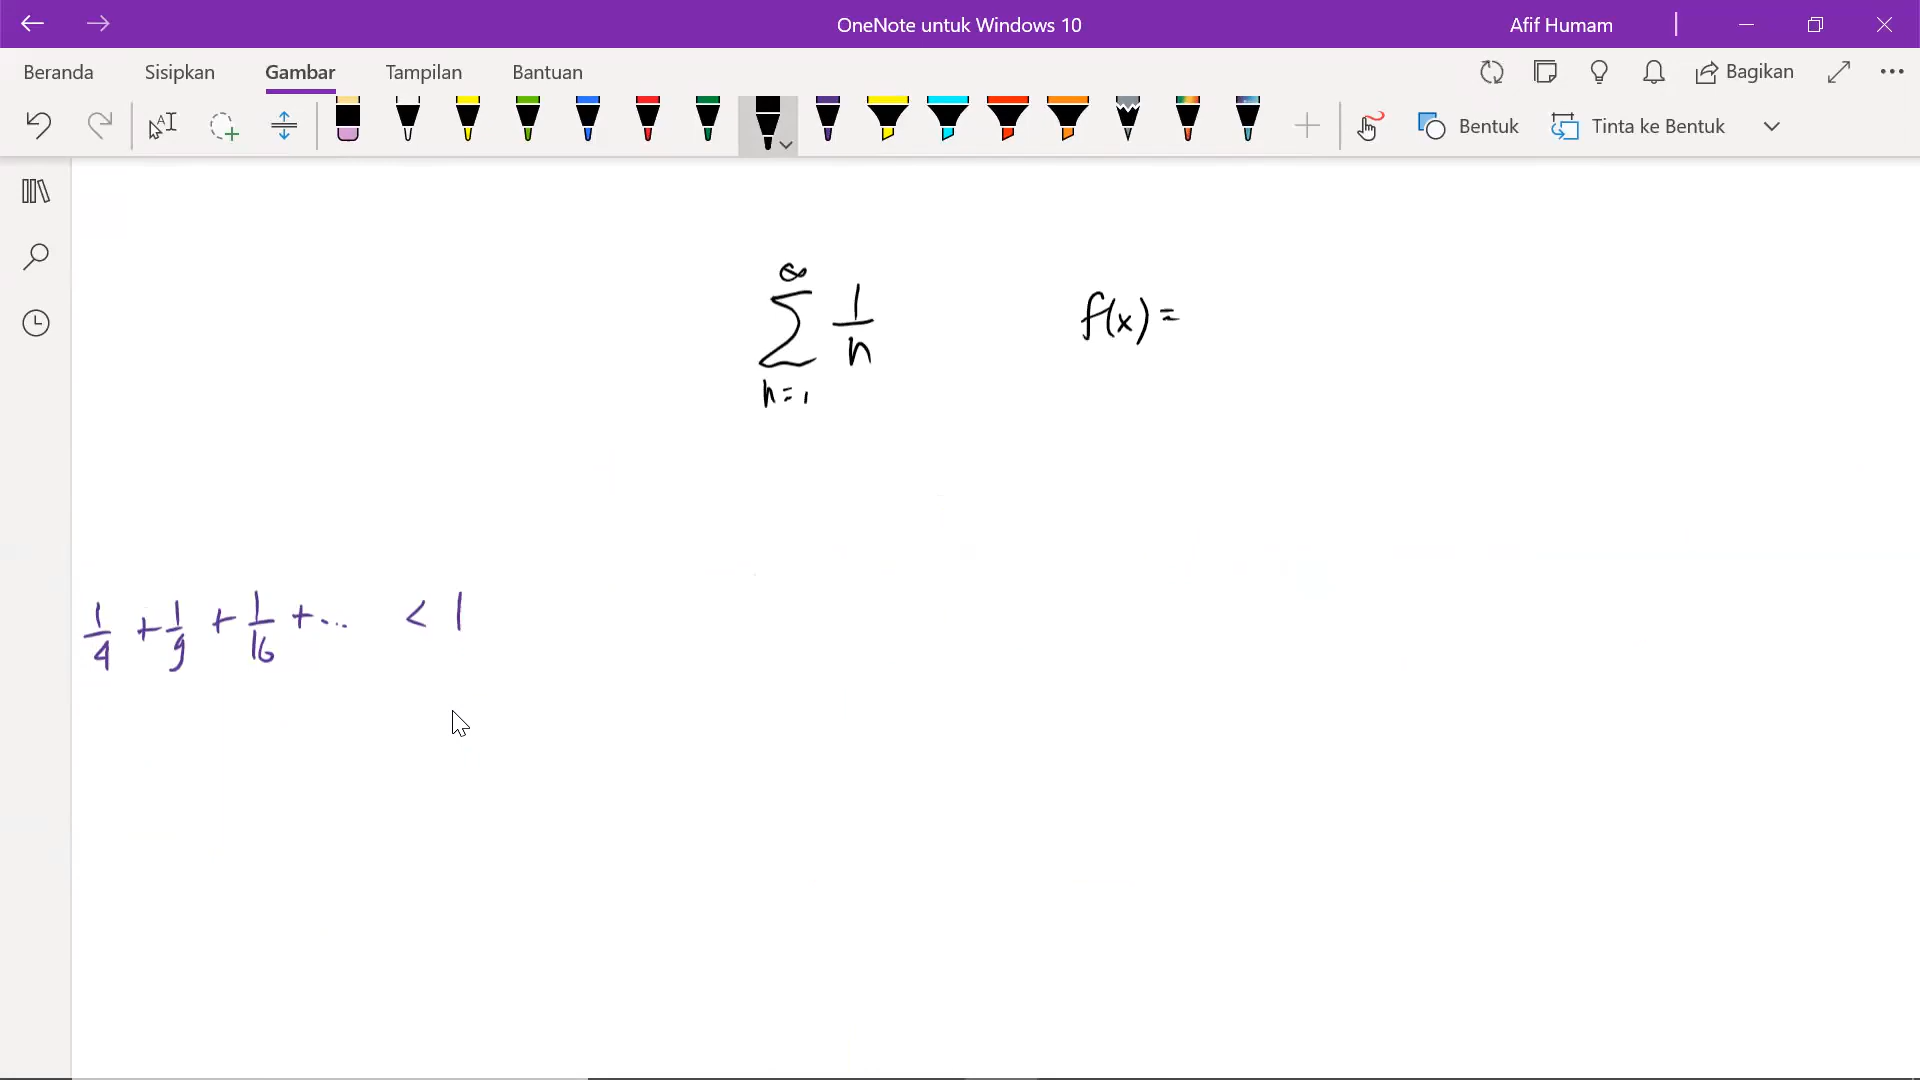 OneNote untuk Windows 10
Afif Humam
Beranda Sisipkan Gambar Tampilan Bantuan
Bagikan
Bentuk
Tinta ke Bentuk
∞
∑ 1/n
n=1
f(x) =
1/4 + 1/9 + 1/16 + ... < 1